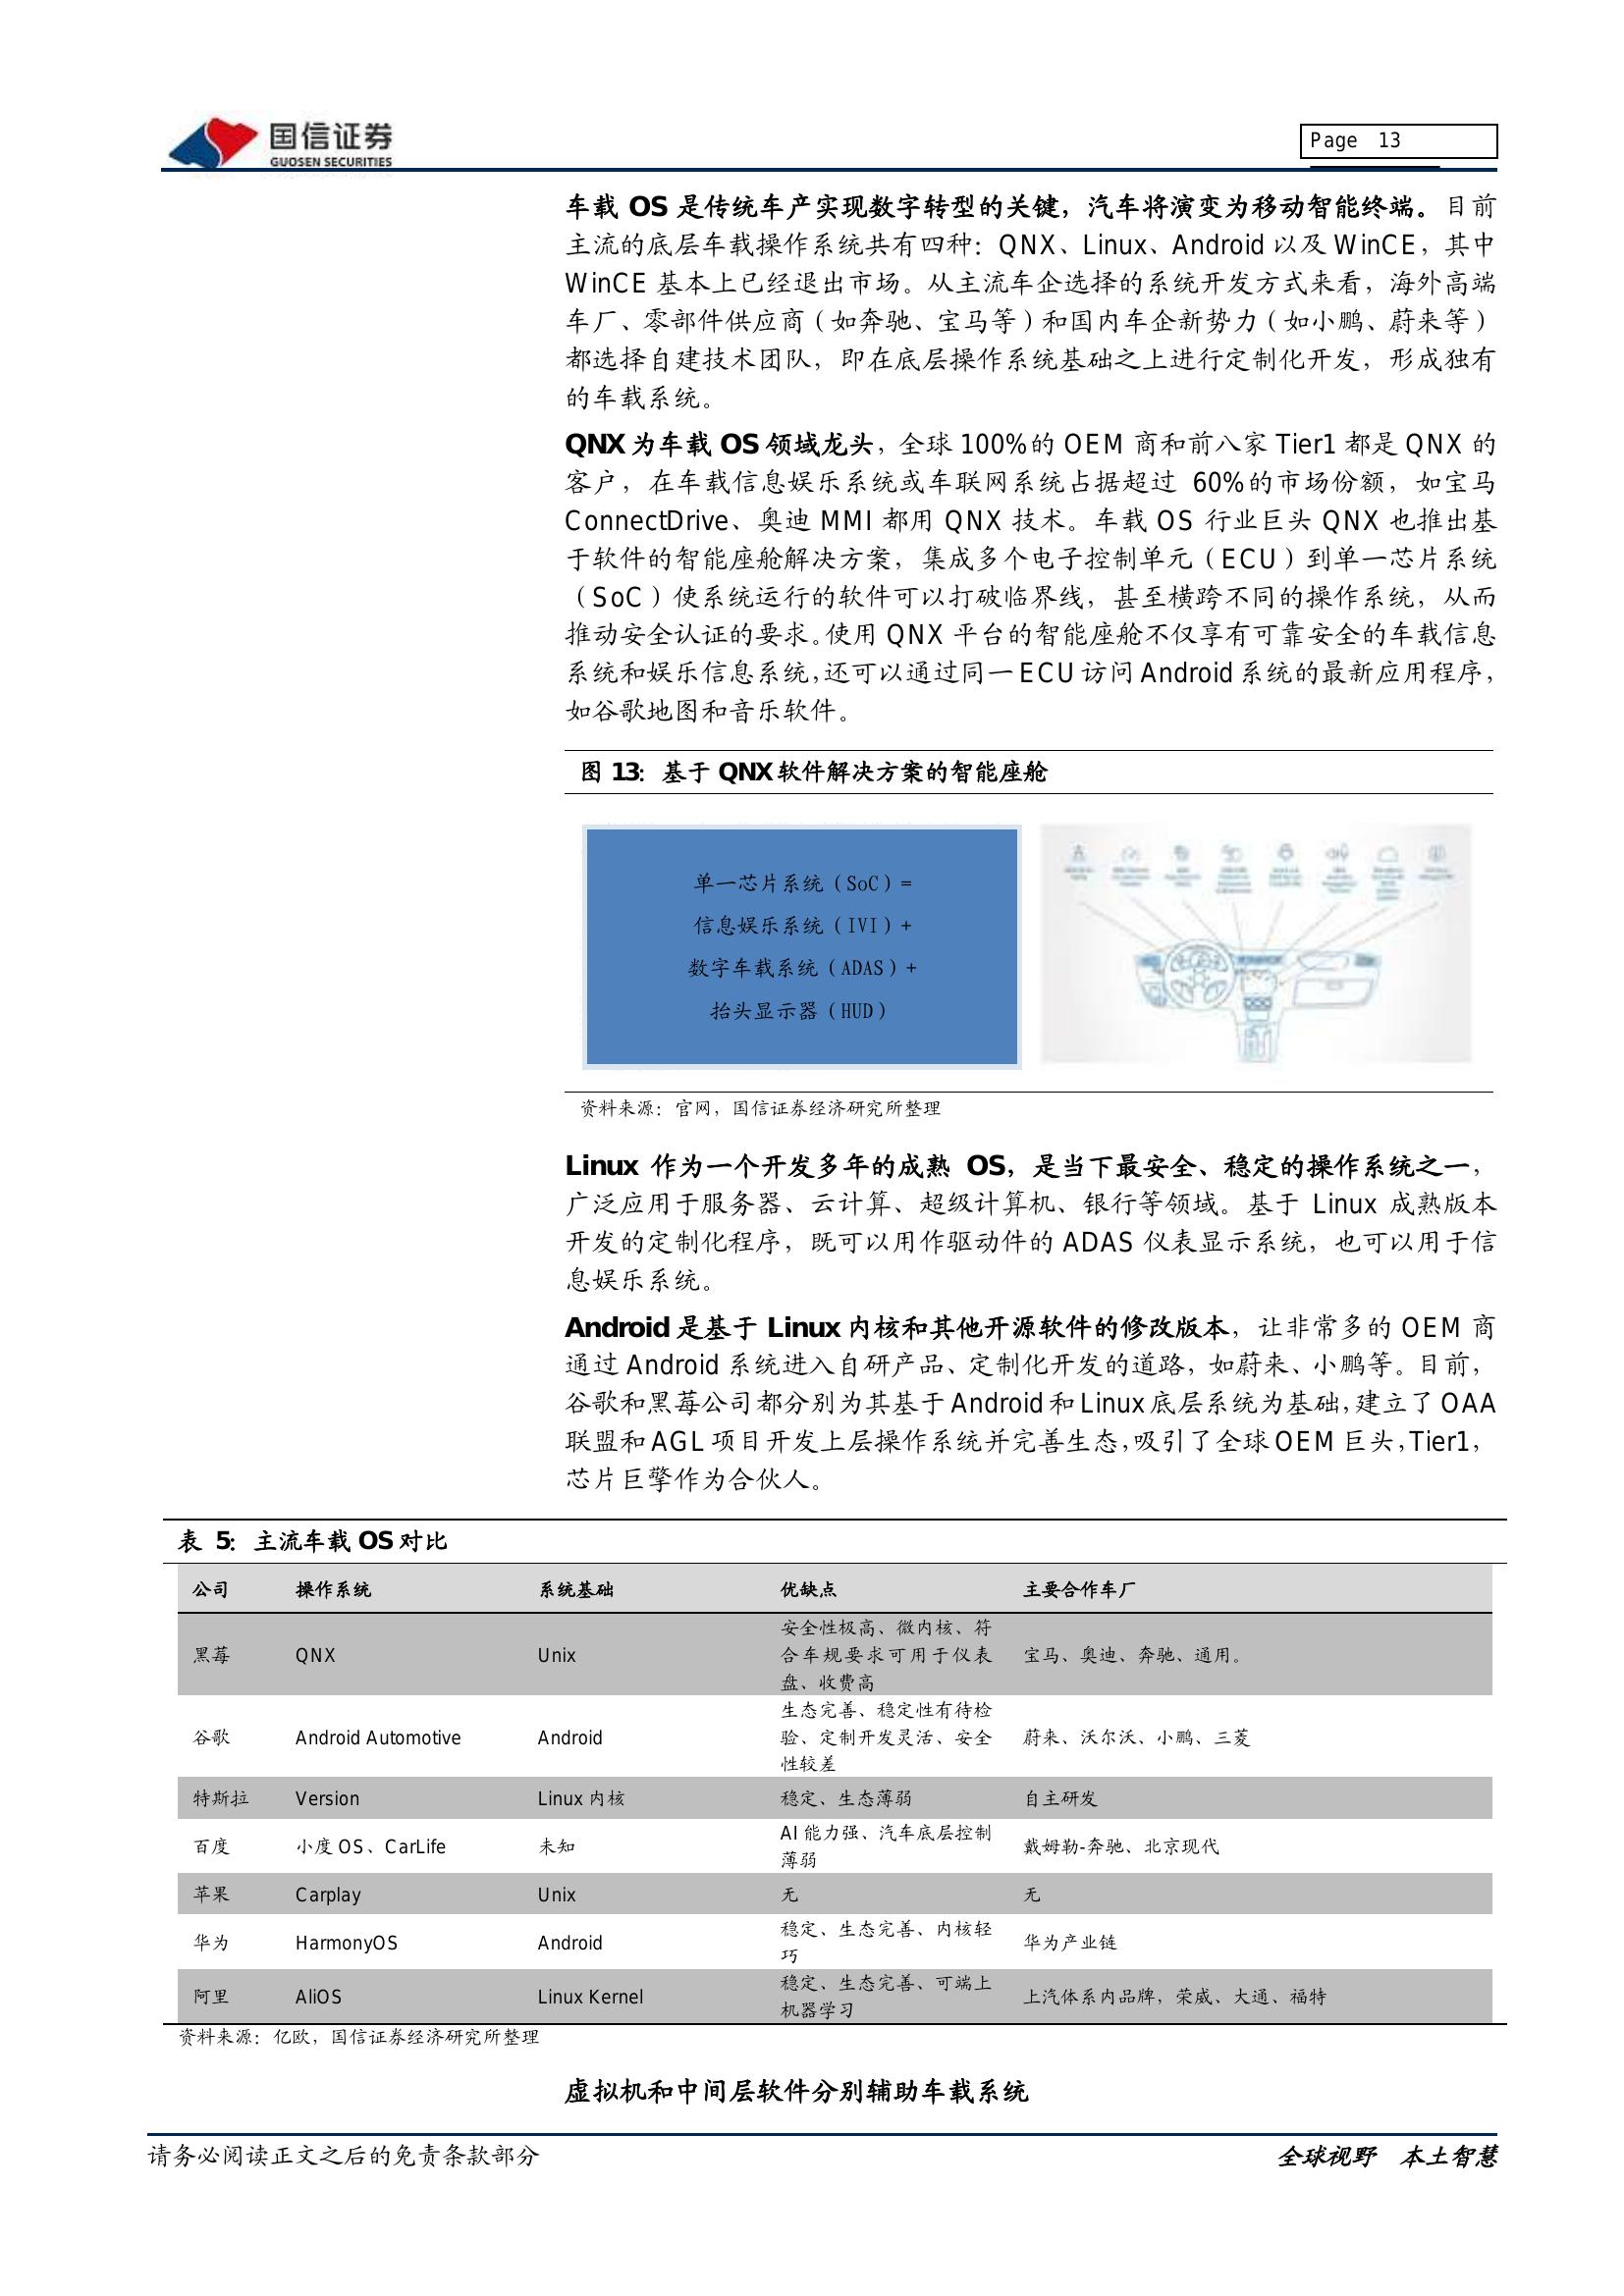 国信证券
GUOSEN SECURITIES
Page 13
车载 OS 是传统车产实现数字转型的关键，汽车将演变为移动智能终端。目前
主流的底层车载操作系统共有四种：QNX、Linux、Android 以及 WinCE，其中
WinCE 基本上已经退出市场。从主流车企选择的系统开发方式来看，海外高端
车厂、零部件供应商（如奔驰、宝马等）和国内车企新势力（如小鹏、蔚来等）
都选择自建技术团队，即在底层操作系统基础之上进行定制化开发，形成独有
的车载系统。
QNX 为车载 OS 领域龙头，全球 100%的 OEM 商和前八家 Tier1 都是 QNX 的
客户，在车载信息娱乐系统或车联网系统占据超过 60%的市场份额，如宝马
ConnectDrive、奥迪 MMI 都用 QNX 技术。车载 OS 行业巨头 QNX 也推出基
于软件的智能座舱解决方案，集成多个电子控制单元（ECU）到单一芯片系统
（SoC）使系统运行的软件可以打破临界线，甚至横跨不同的操作系统，从而
推动安全认证的要求。使用 QNX 平台的智能座舱不仅享有可靠安全的车载信息
系统和娱乐信息系统，还可以通过同一 ECU 访问 Android 系统的最新应用程序，
如谷歌地图和音乐软件。
图 13：基于 QNX 软件解决方案的智能座舱
单一芯片系统（SoC）=
信息娱乐系统（IVI）+
数字车载系统（ADAS）+
抬头显示器（HUD）
资料来源：官网，国信证券经济研究所整理
Linux 作为一个开发多年的成熟 OS，是当下最安全、稳定的操作系统之一，
广泛应用于服务器、云计算、超级计算机、银行等领域。基于 Linux 成熟版本
开发的定制化程序，既可以用作驱动件的 ADAS 仪表显示系统，也可以用于信
息娱乐系统。
Android 是基于 Linux 内核和其他开源软件的修改版本，让非常多的 OEM 商
通过 Android 系统进入自研产品、定制化开发的道路，如蔚来、小鹏等。目前，
谷歌和黑莓公司都分别为其基于 Android 和 Linux 底层系统为基础，建立了 OAA
联盟和 AGL 项目开发上层操作系统并完善生态，吸引了全球 OEM 巨头，Tier1，
芯片巨擎作为合伙人。
表 5：主流车载 OS 对比
公司 操作系统 系统基础 优缺点 主要合作车厂
安全性极高、微内核、符
黑莓 QNX Unix 合车规要求可用于仪表 宝马、奥迪、奔驰、通用。
盘、收费高
生态完善、稳定性有待检
谷歌 Android Automotive Android 验、定制开发灵活、安全 蔚来、沃尔沃、小鹏、三菱
性较差
特斯拉 Version Linux 内核 稳定、生态薄弱 自主研发
百度 小度 OS、CarLife 未知 AI 能力强、汽车底层控制 戴姆勒-奔驰、北京现代
薄弱
苹果 Carplay Unix 无 无
华为 HarmonyOS Android 稳定、生态完善、内核轻 华为产业链
巧
阿里 AliOS Linux Kernel 稳定、生态完善、可端上 上汽体系内品牌，荣威、大通、福特
机器学习
资料来源：亿欧，国信证券经济研究所整理
虚拟机和中间层软件分别辅助车载系统
请务必阅读正文之后的免责条款部分
全球视野 本土智慧